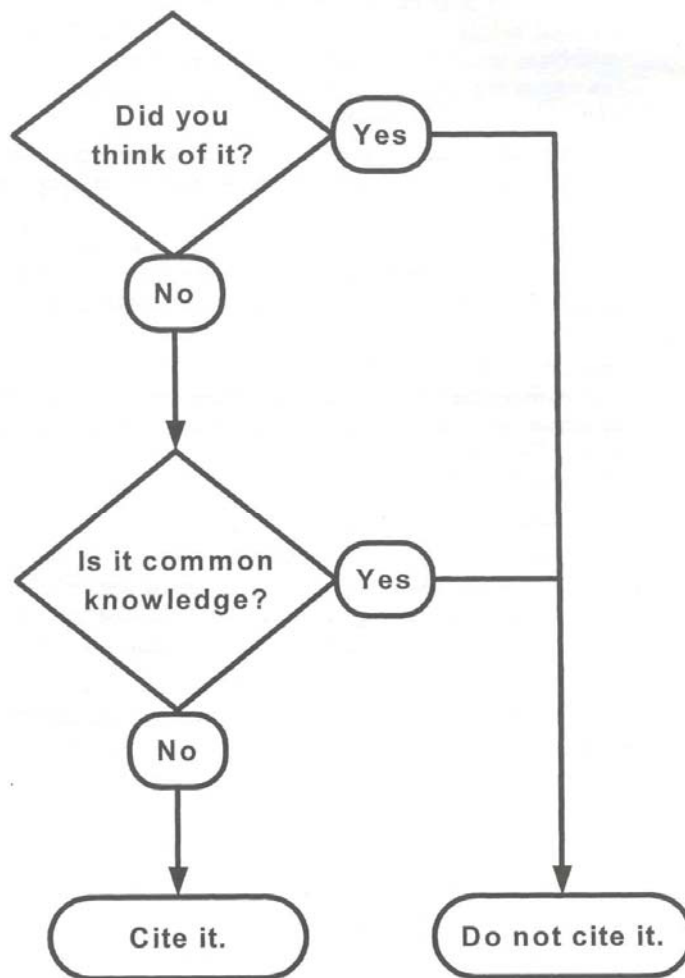 Did you
think of it?
Yes
No
Is it common
knowledge?
Yes
No
Cite it.
Do not cite it.